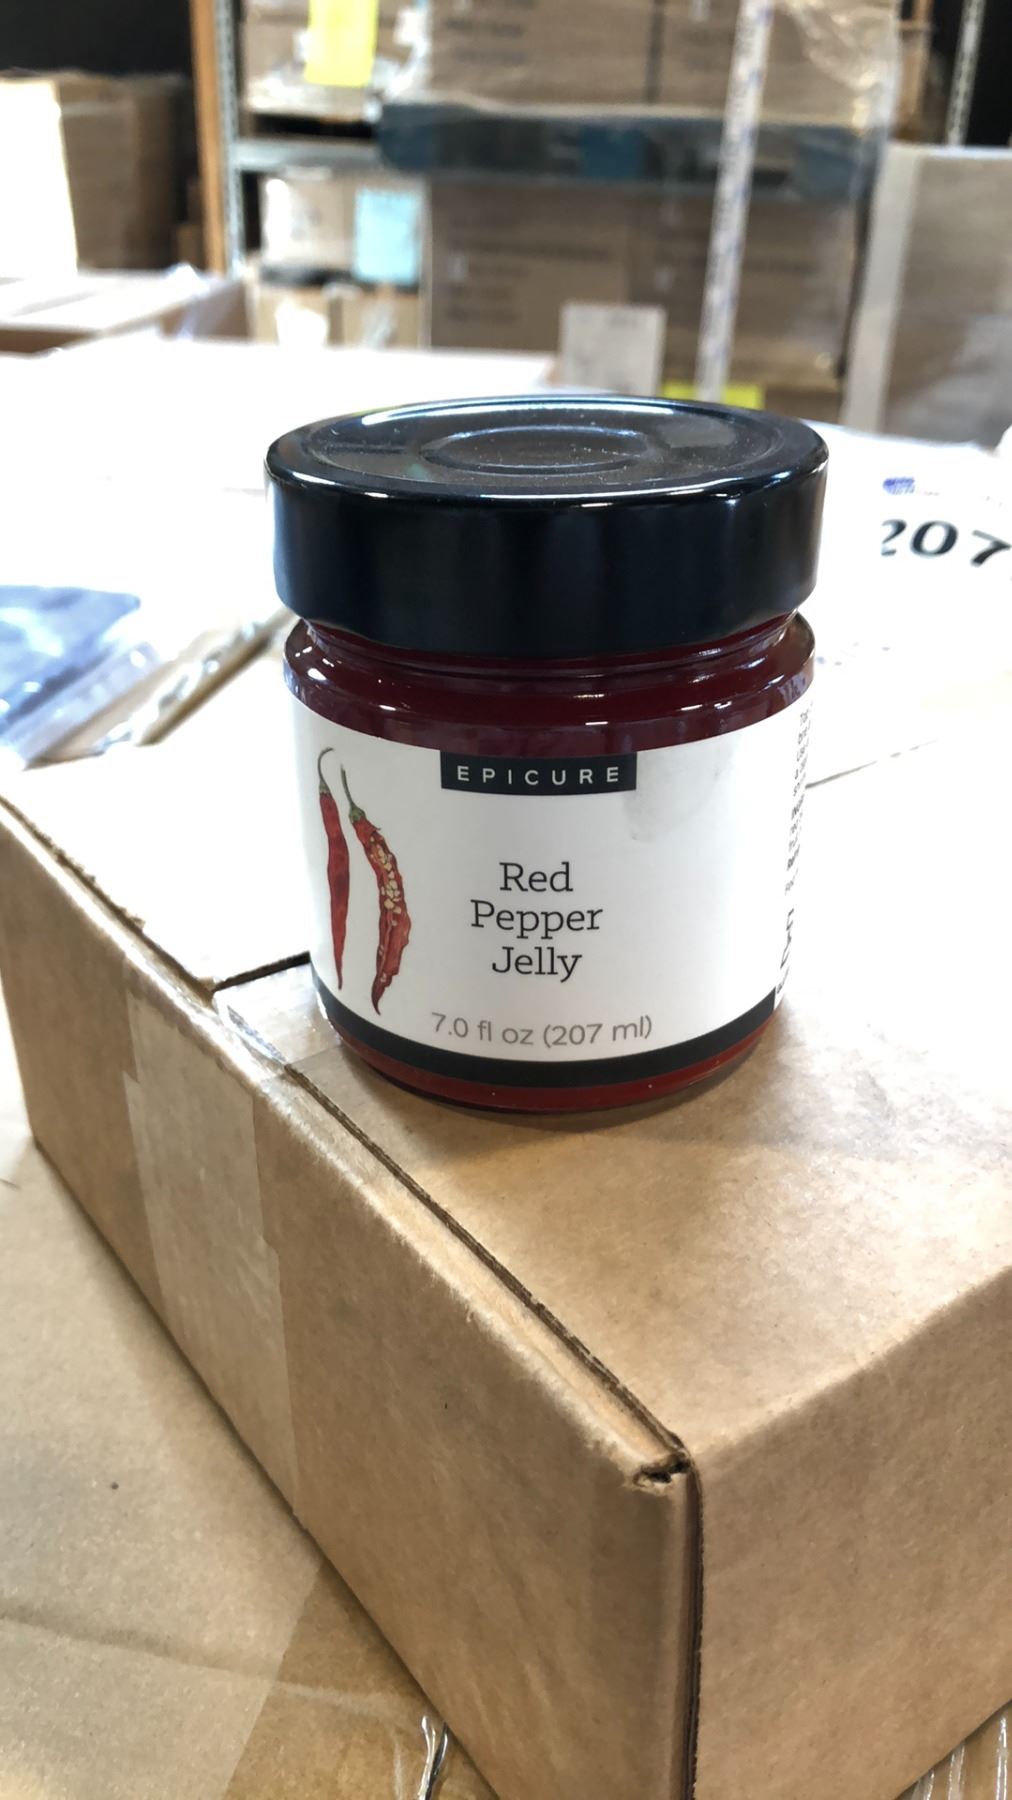 207
EPICURE
Red
Pepper
Jelly
7.0 fl oz (207 ml)